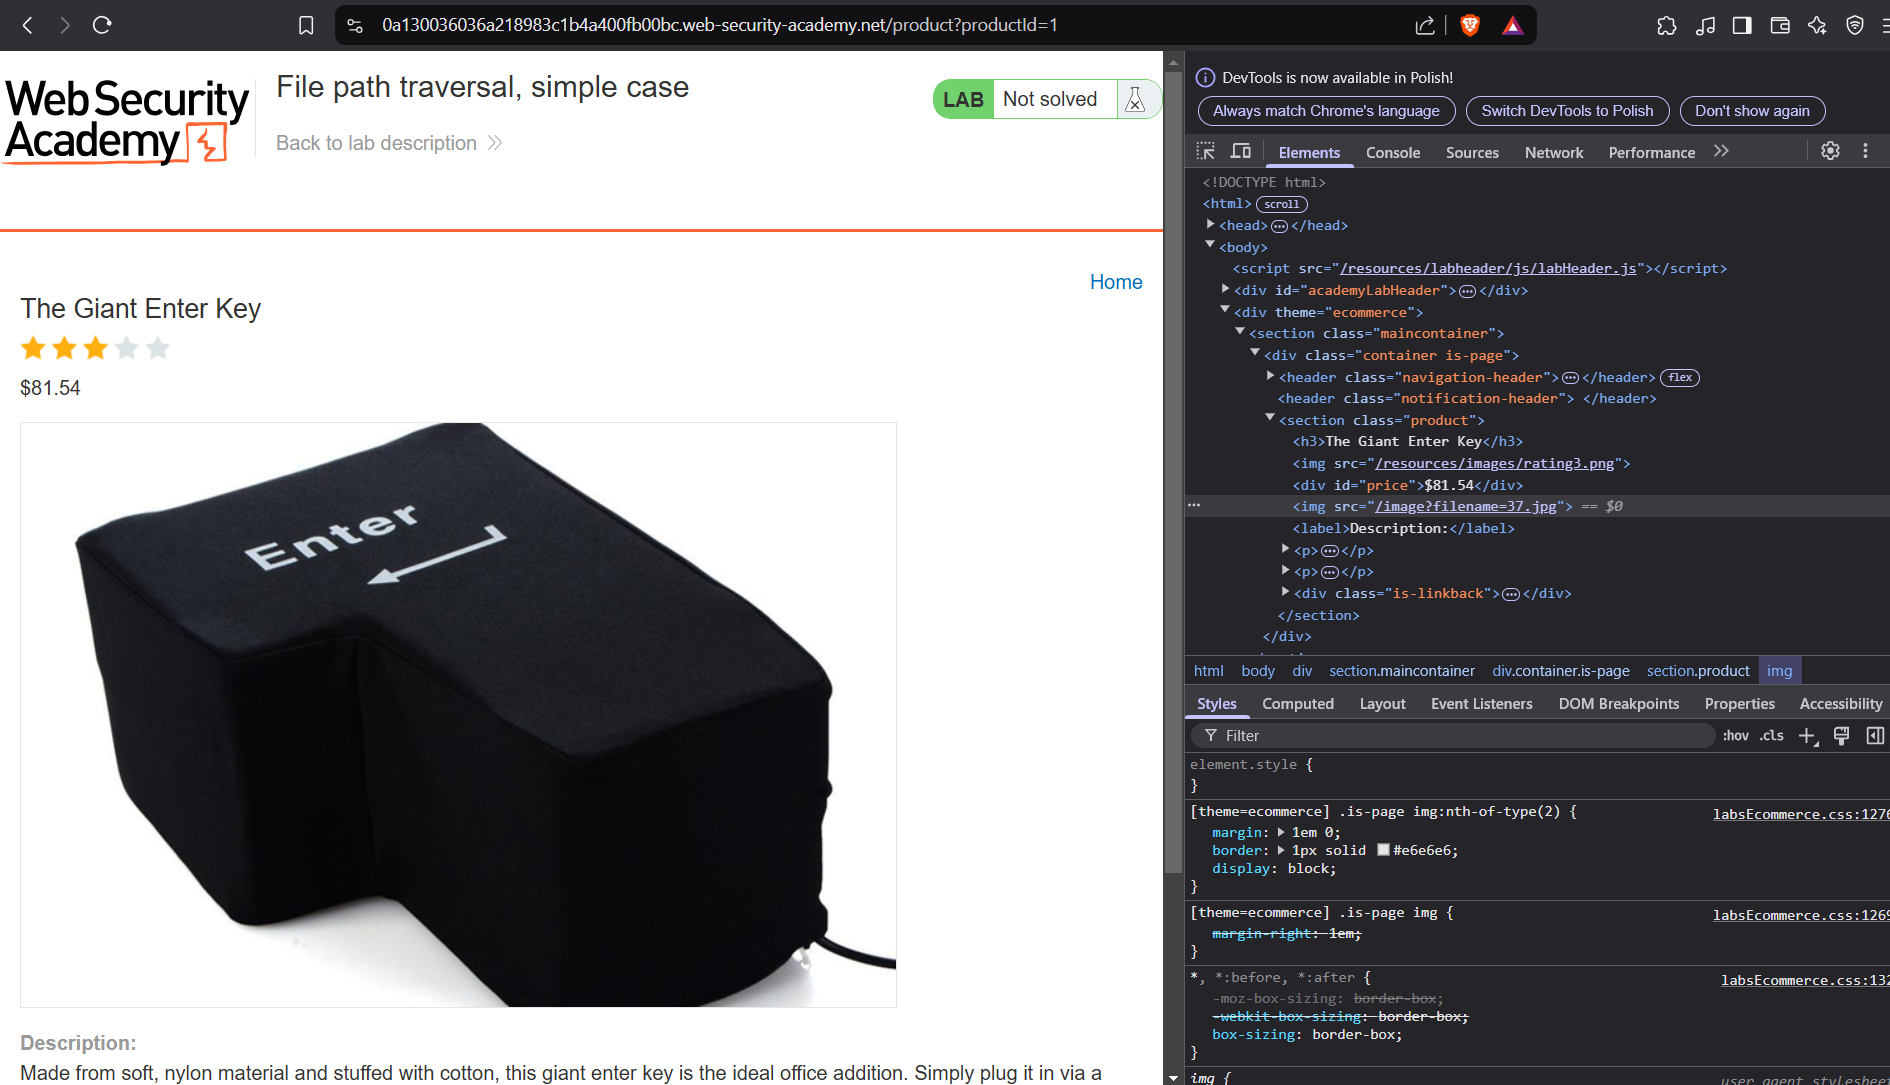 0a130036036a218983c1b4a400fb00bc.web-security-academy.net/product?productId=1
Web Security
Academy
File path traversal, simple case
Back to lab description
LAB Not solved
Home
The Giant Enter Key
$81.54
Enter
Description:
Made from soft, nylon material and stuffed with cotton, this giant enter key is the ideal office addition. Simply plug it in via a
DevTools is now available in Polish!
Always match Chrome's language Switch DevTools to Polish Don't show again
Elements Console Sources Network Performance
<!DOCTYPE html>
<html> scroll
<head> ••• </head>
<body>
<script src="/resources/labheader/js/labHeader.js"></script>
<div id="academyLabHeader"> ••• </div>
<div theme="ecommerce">
<section class="maincontainer">
<div class="container is-page">
<header class="navigation-header"> ••• </header> flex
<header class="notification-header"> </header>
<section class="product">
<h3>The Giant Enter Key</h3>
<img src="/resources/images/rating3.png">
<div id="price">$81.54</div>
<img src="/image?filename=37.jpg"> == $0
<label>Description:</label>
<p> ••• </p>
<p> ••• </p>
<div class="is-linkback"> ••• </div>
</section>
</div>
html body div section.maincontainer div.container.is-page section.product img
Styles Computed Layout Event Listeners DOM Breakpoints Properties Accessibility
Filter :hov .cls
element.style {
}
[theme=ecommerce] .is-page img:nth-of-type(2) { labsEcommerce.css:1276
margin: 1em 0;
border: 1px solid #e6e6e6;
display: block;
}
[theme=ecommerce] .is-page img { labsEcommerce.css:1269
margin-right: 1em;
}
*, *:before, *:after { labsEcommerce.css:132
-moz-box-sizing: border-box;
-webkit-box-sizing: border-box;
box-sizing: border-box;
}
img { user agent stylesheet